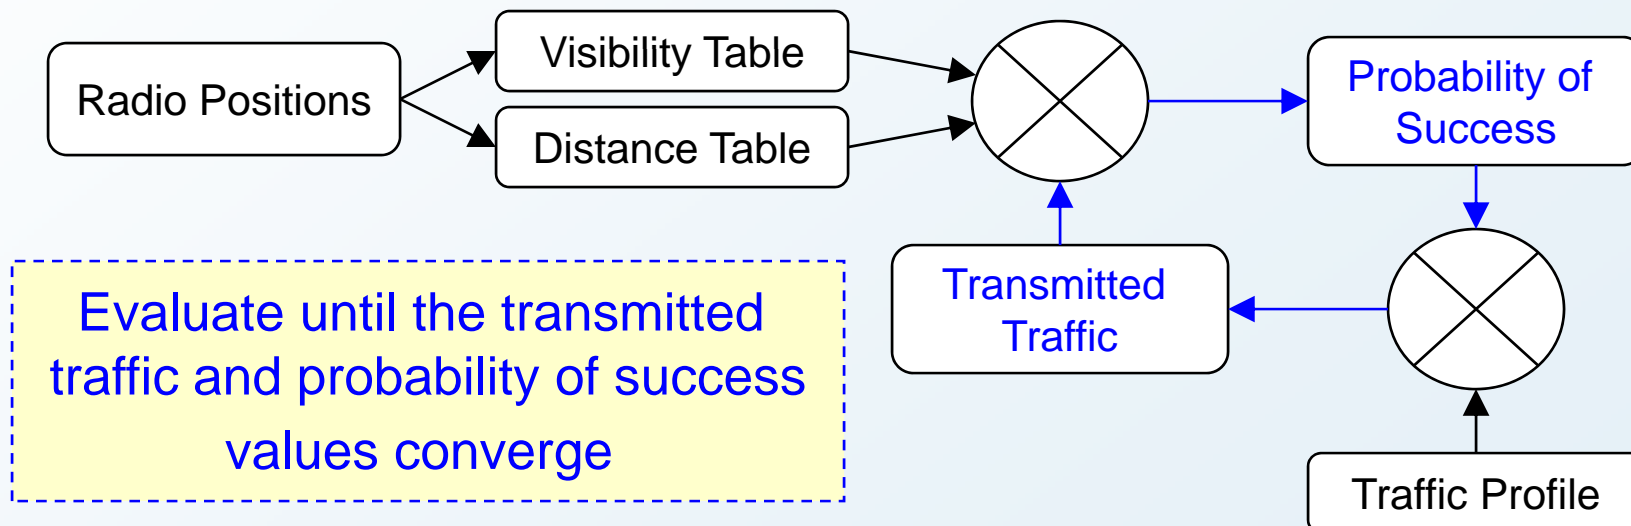 Radio Positions
Visibility Table
Distance Table
Probability of
Success
Transmitted
Traffic
Evaluate until the transmitted
traffic and probability of success
values converge
Traffic Profile